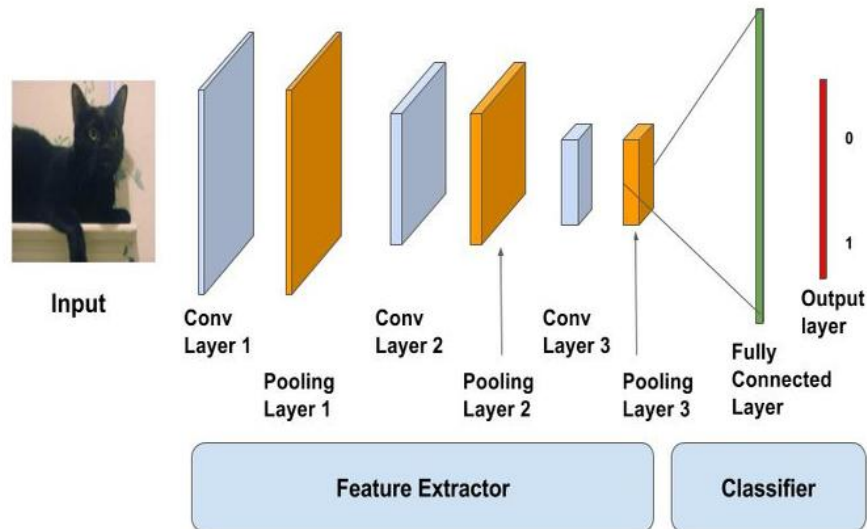 Input
Conv
Layer 1
Pooling
Layer 1
Conv
Layer 2
Pooling
Layer 2
Conv
Layer 3
Pooling
Layer 3
Fully
Connected
Layer
0
1
Output
layer
Feature Extractor
Classifier